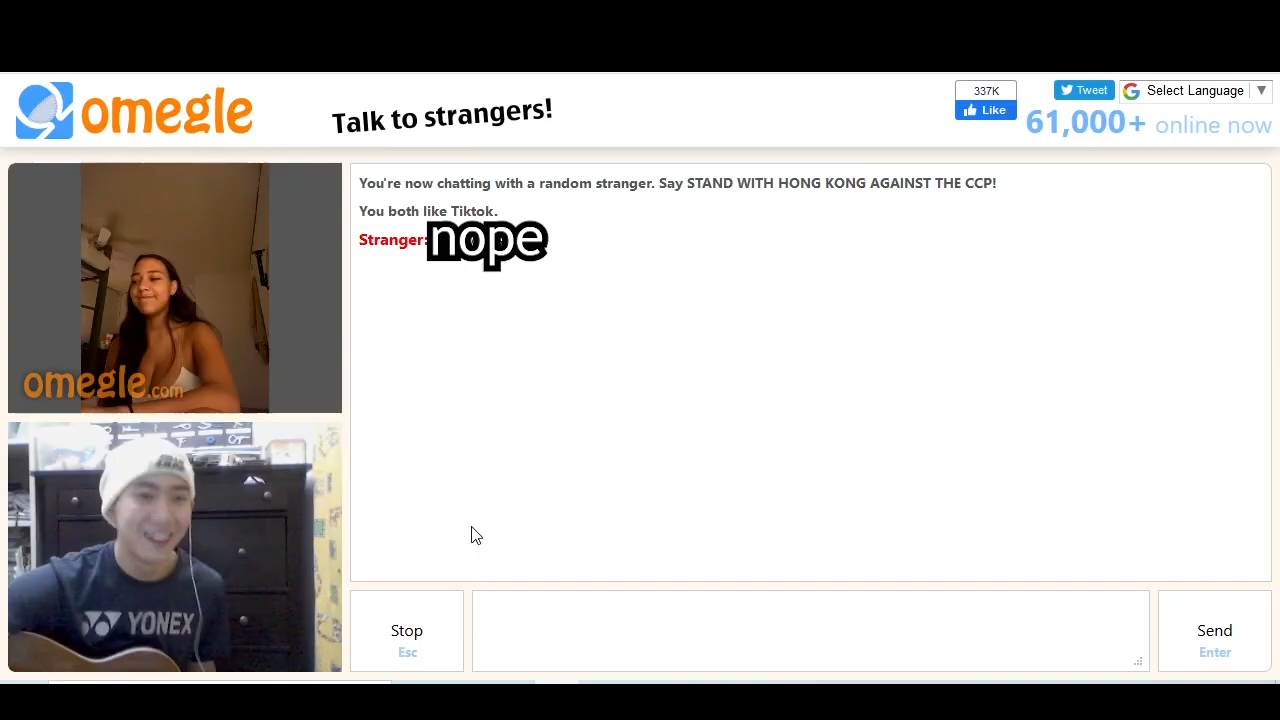 omegle
Talk to strangers!
337K
Like
Tweet
Select Language
61,000+ online now
You're now chatting with a random stranger. Say STAND WITH HONG KONG AGAINST THE CCP!
You both like Tiktok.
Stranger: nope
omegle.com
YONEX
Stop
Esc
Send
Enter